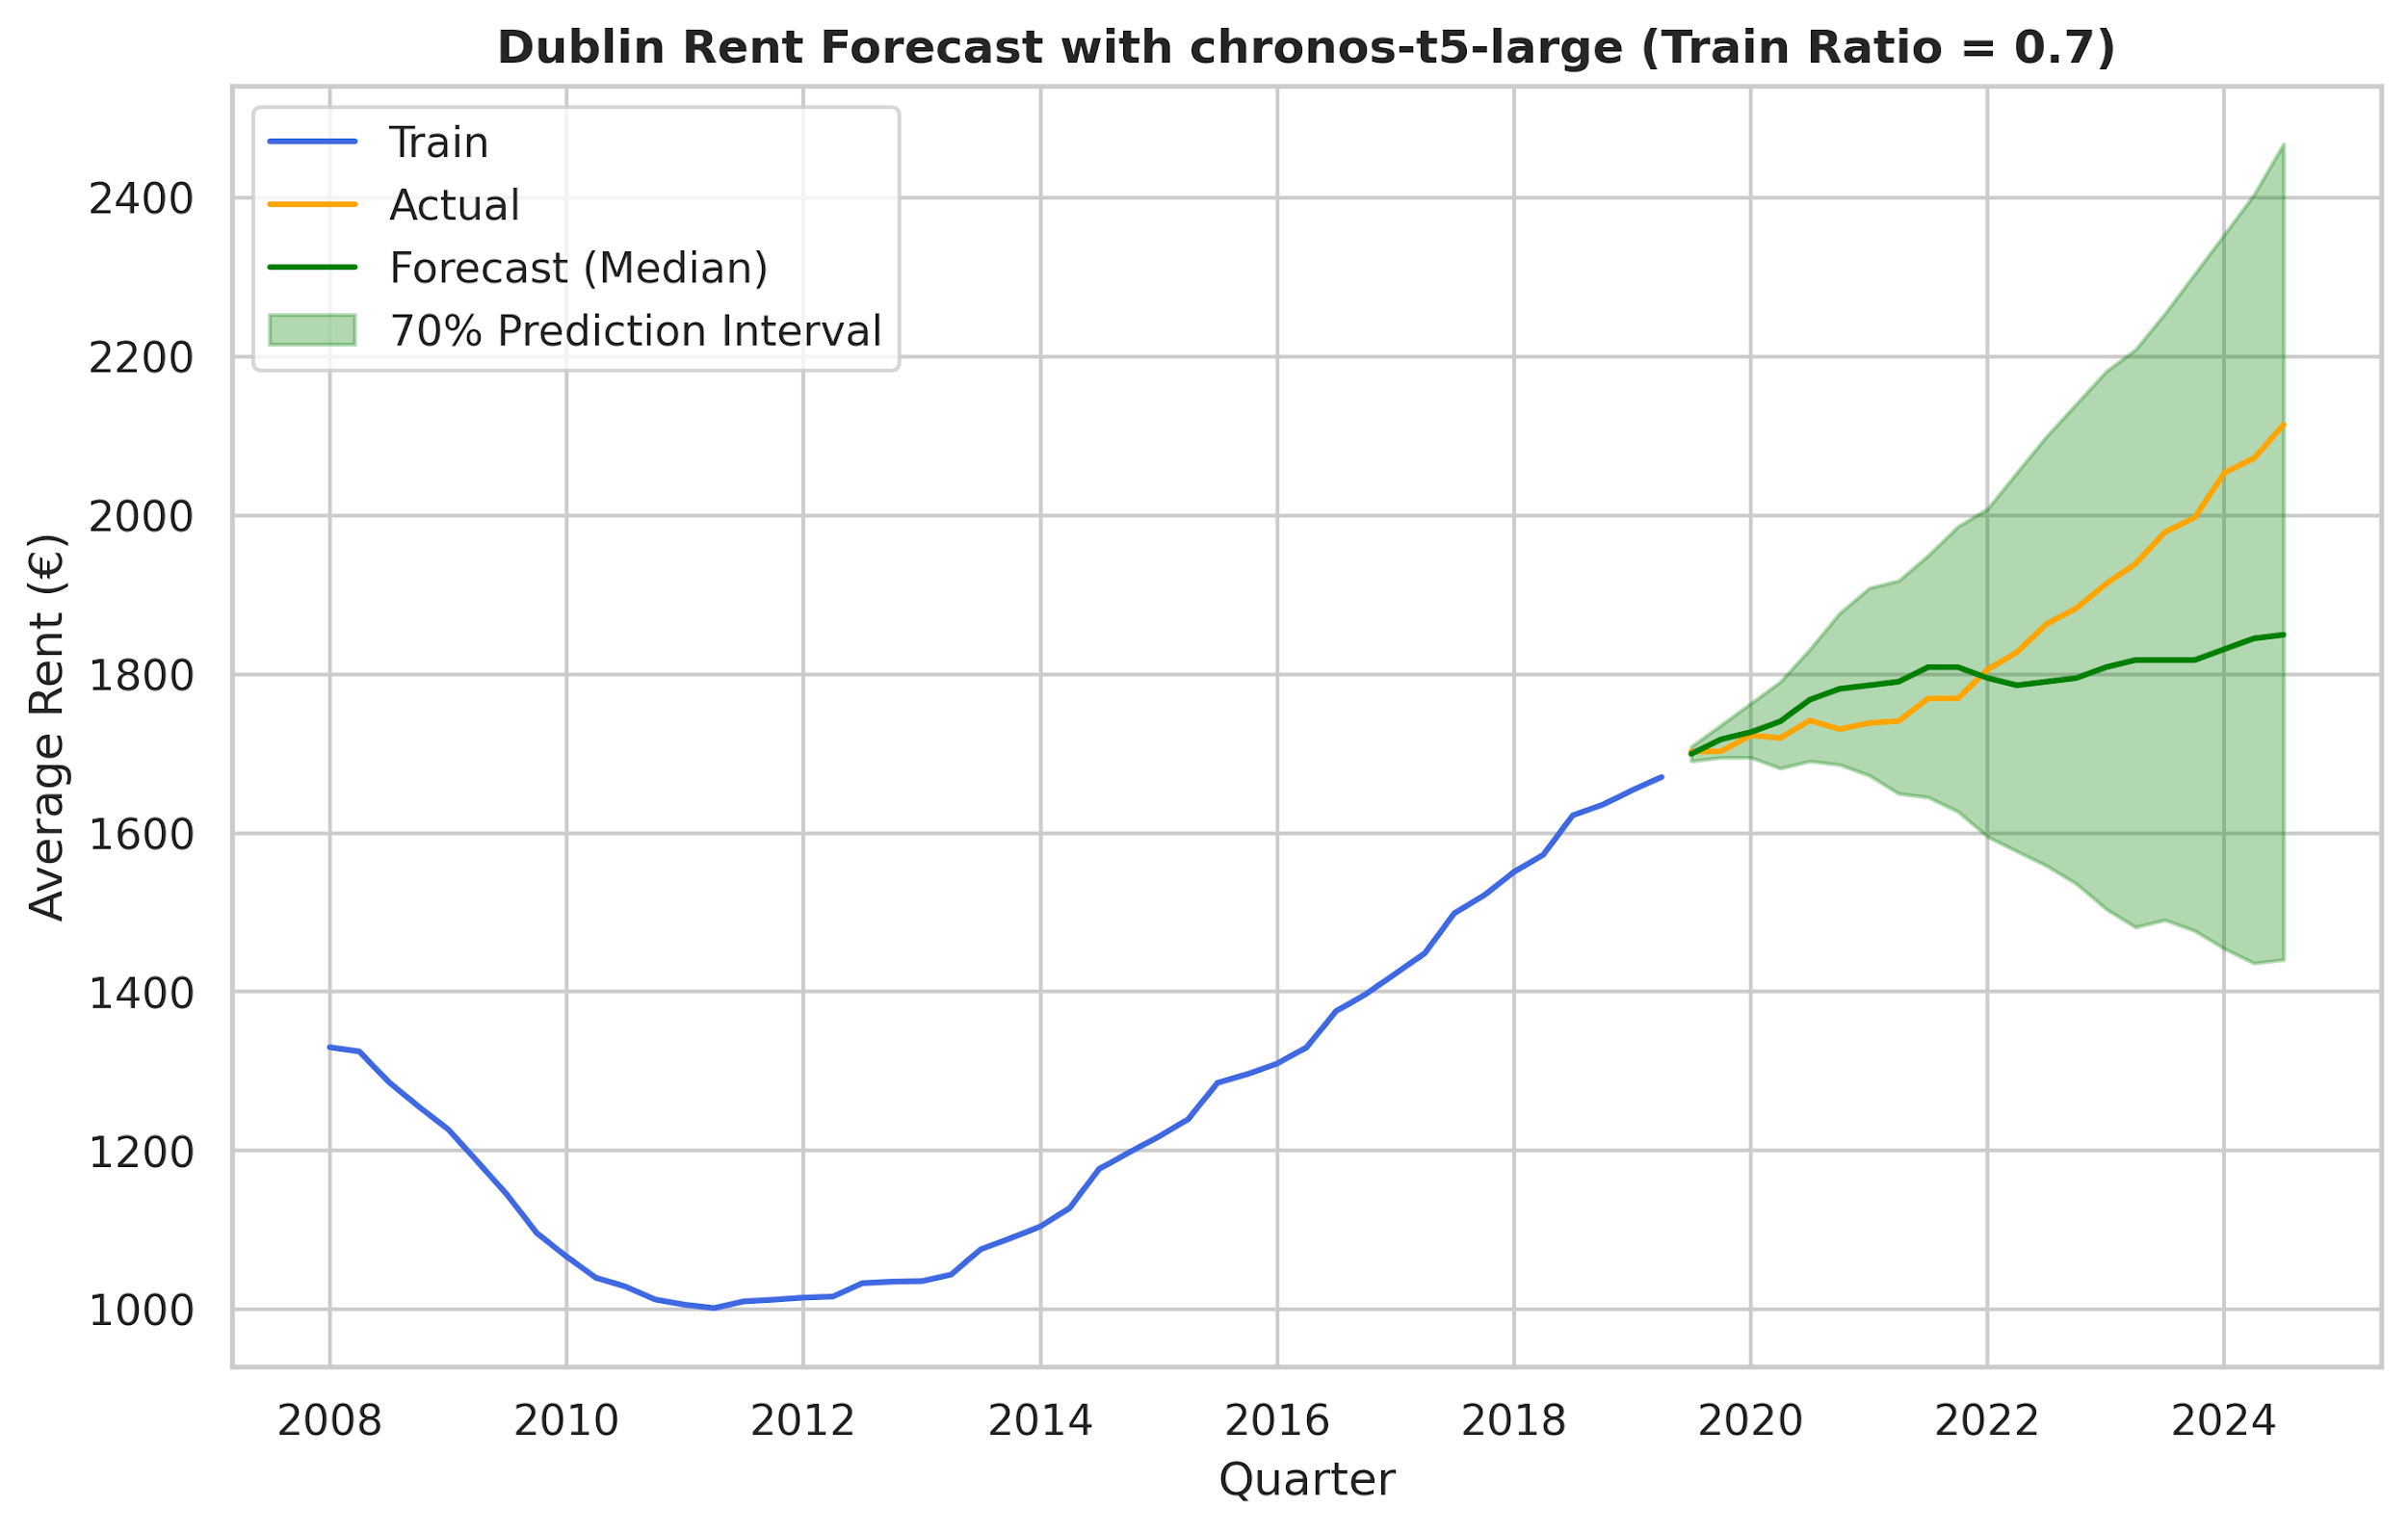 Dublin Rent Forecast with chronos-t5-large (Train Ratio = 0.7)
Train
Actual
Forecast (Median)
70% Prediction Interval
Average Rent (€)
2400
2200
2000
1800
1600
1400
1200
1000
2008 2010 2012 2014 2016 2018 2020 2022 2024
Quarter